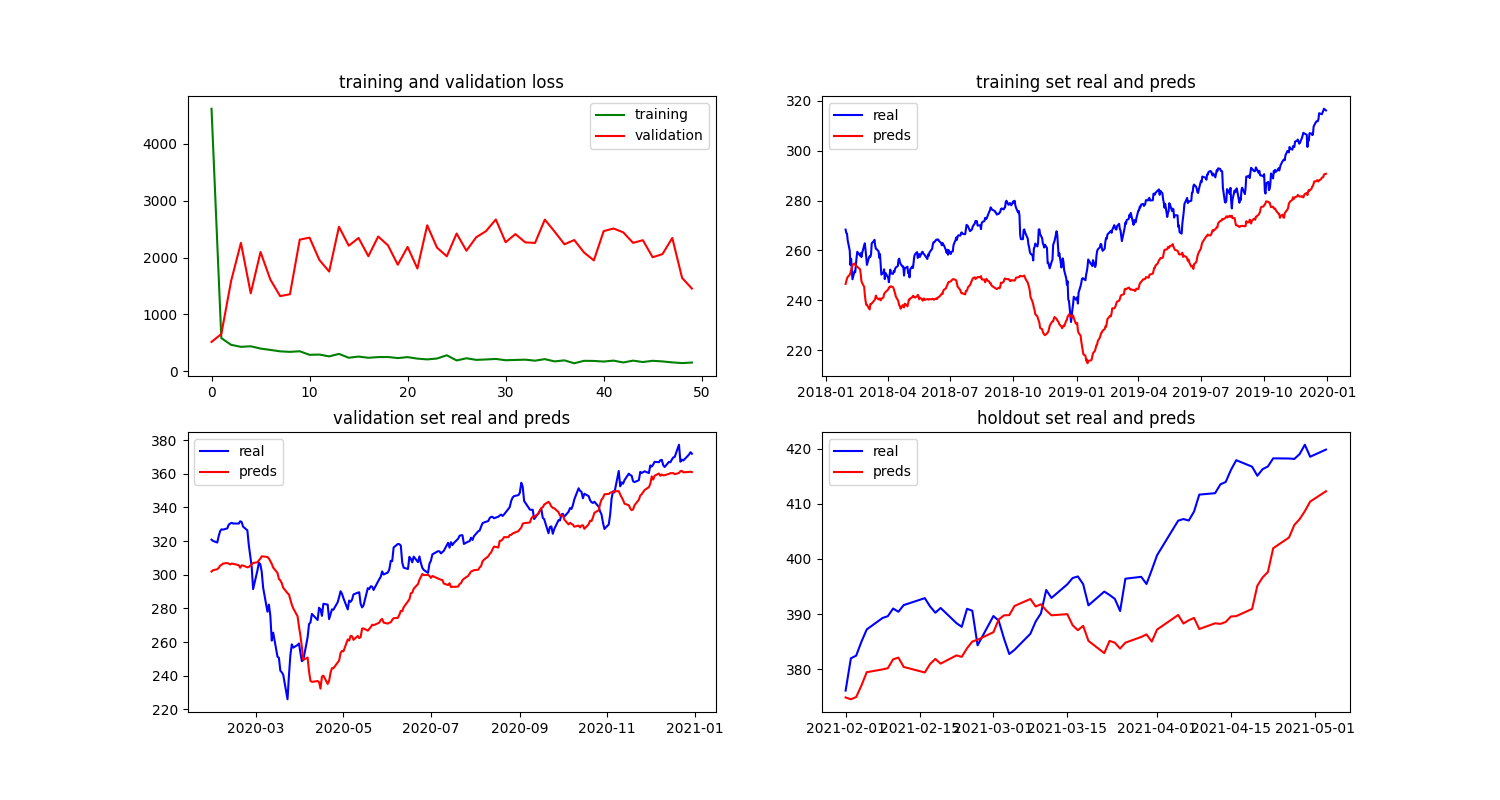 training and validation loss
training
validation
4000
3000
2000
1000
0
0 10 20 30 40 50
training set real and preds
real
preds
320
300
280
260
240
220
2018-01 2018-04 2018-07 2018-10 2019-01 2019-04 2019-07 2019-10 2020-01
validation set real and preds
real
preds
380
360
340
320
300
280
260
240
220
2020-03 2020-05 2020-07 2020-09 2020-11 2021-01
holdout set real and preds
real
preds
420
410
400
390
380
2021-02-01 2021-02-15 2021-03-01 2021-03-15 2021-04-01 2021-04-15 2021-05-01